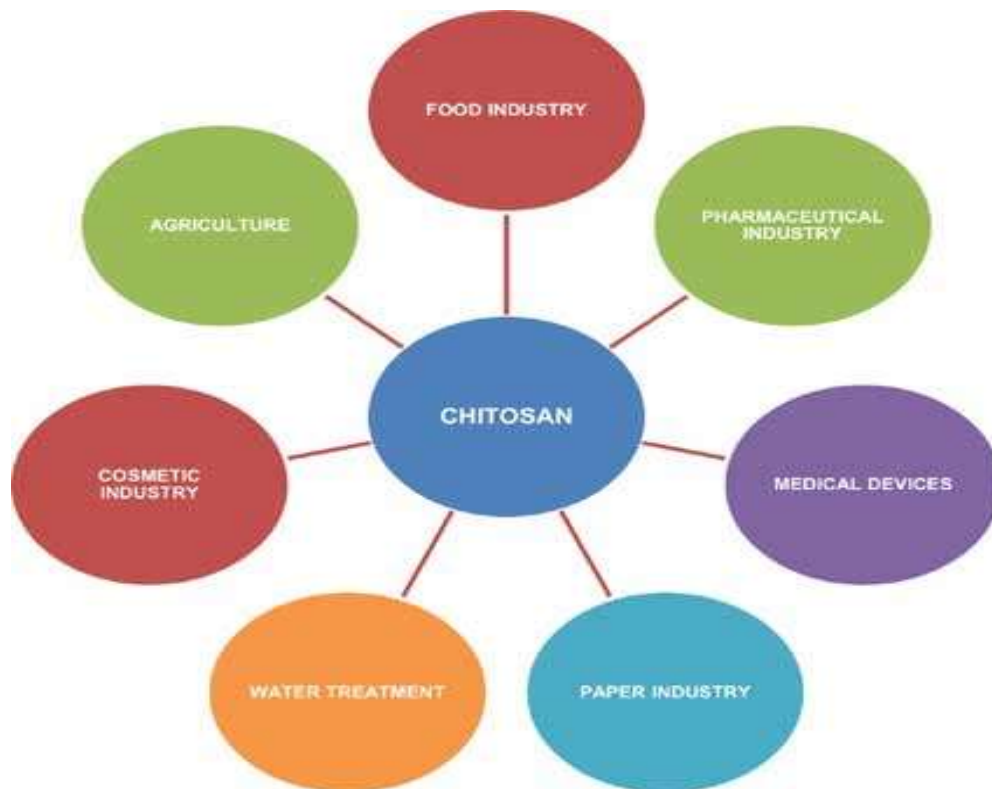 FOOD INDUSTRY
AGRICULTURE
PHARMACEUTICAL
INDUSTRY
CHITOSAN
COSMETIC
INDUSTRY
MEDICAL DEVICES
WATER TREATMENT
PAPER INDUSTRY